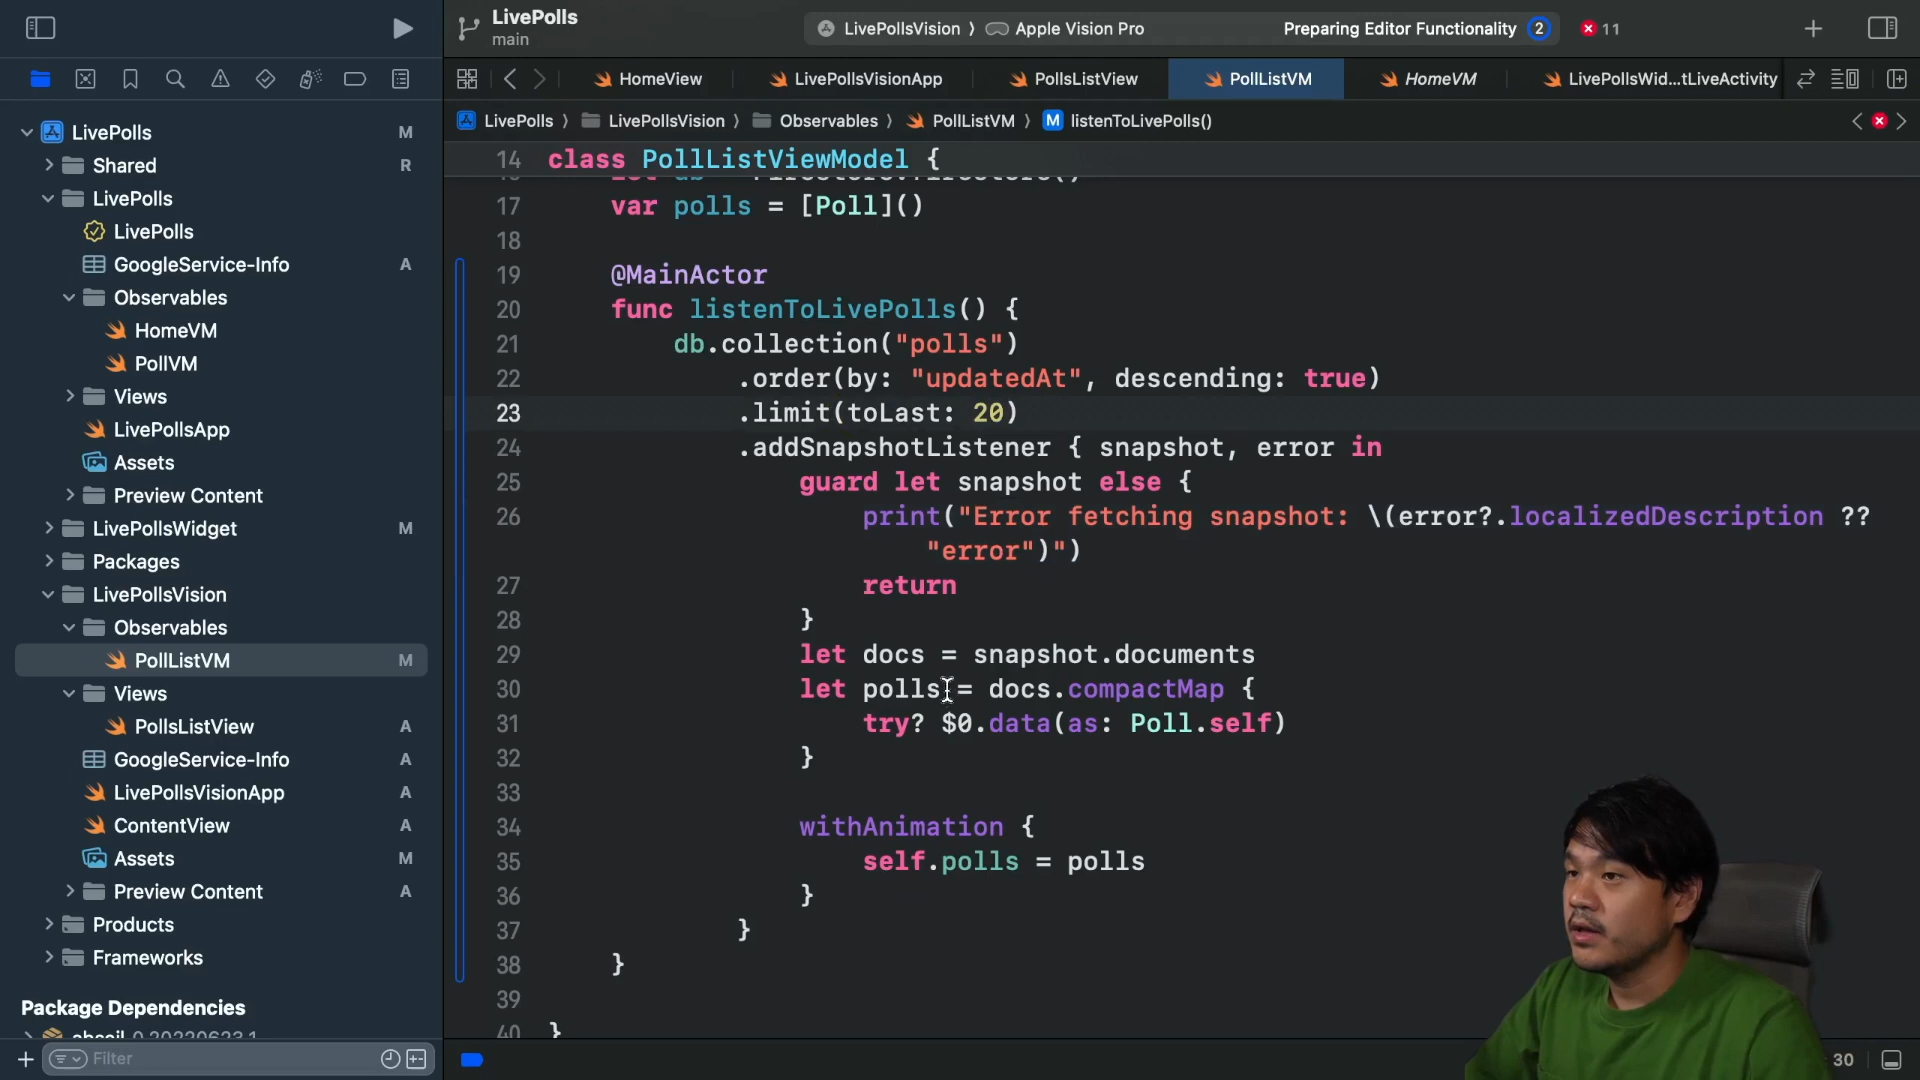 LivePolls
main
LivePollsVision ⟩ Apple Vision Pro
Preparing Editor Functionality 2
11
HomeView
LivePollsVisionApp
PollsListView
PollListVM
HomeVM
LivePollsWid...tLiveActivity
LivePolls ⟩ LivePollsVision ⟩ Observables ⟩ PollListVM ⟩ M listenToLivePolls()
LivePolls M
Shared R
LivePolls
LivePolls
GoogleService-Info A
Observables
HomeVM
PollVM
Views
LivePollsApp
Assets
Preview Content
LivePollsWidget M
Packages
LivePollsVision
Observables
PollListVM M
Views
PollsListView A
GoogleService-Info A
LivePollsVisionApp A
ContentView A
Assets M
Preview Content A
Products
Frameworks
Package Dependencies
Filter
14 class PollListViewModel {
17 var polls = [Poll]()
18
19 @MainActor
20 func listenToLivePolls() {
21 db.collection("polls")
22 .order(by: "updatedAt", descending: true)
23 .limit(toLast: 20)
24 .addSnapshotListener { snapshot, error in
25 guard let snapshot else {
26 print("Error fetching snapshot: \(error?.localizedDescription ??
"error")")
27 return
28 }
29 let docs = snapshot.documents
30 let polls = docs.compactMap {
31 try? $0.data(as: Poll.self)
32 }
33
34 withAnimation {
35 self.polls = polls
36 }
37 }
38 }
39
40 }
30